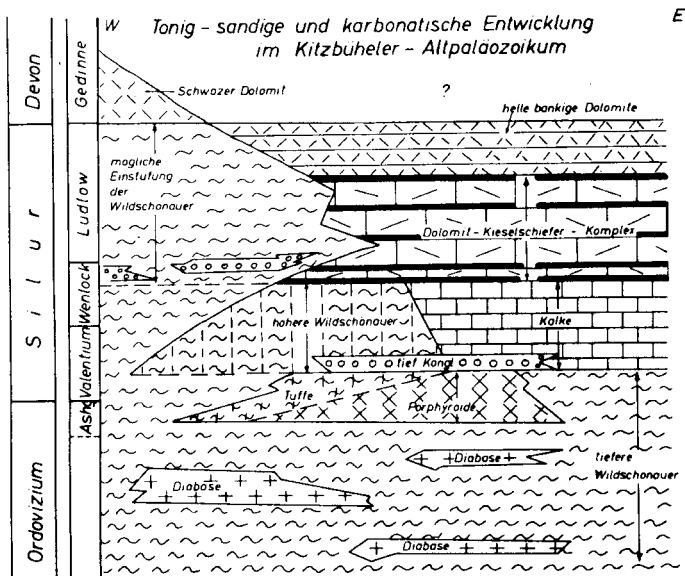 W
Tonig - sandige und karbonatische Entwicklung
im Kitzbüheler - Altpaläozoikum
E
Devon
Gedinne
Schwazer Dolomit
?
helle bankige Dolomite
mögliche
Einstufung
der
Wildschönauer
Silur
Ludlow
Dolomit - Kieselschiefer - Komplex
Wenlock
höhere Wildschönauer
Kalke
Valentium
tief Kongl
Ashg
Tuffe
Porphyroide
Ordovizium
Diabase
tiefere
Wildschönauer
Diabase
Diabase